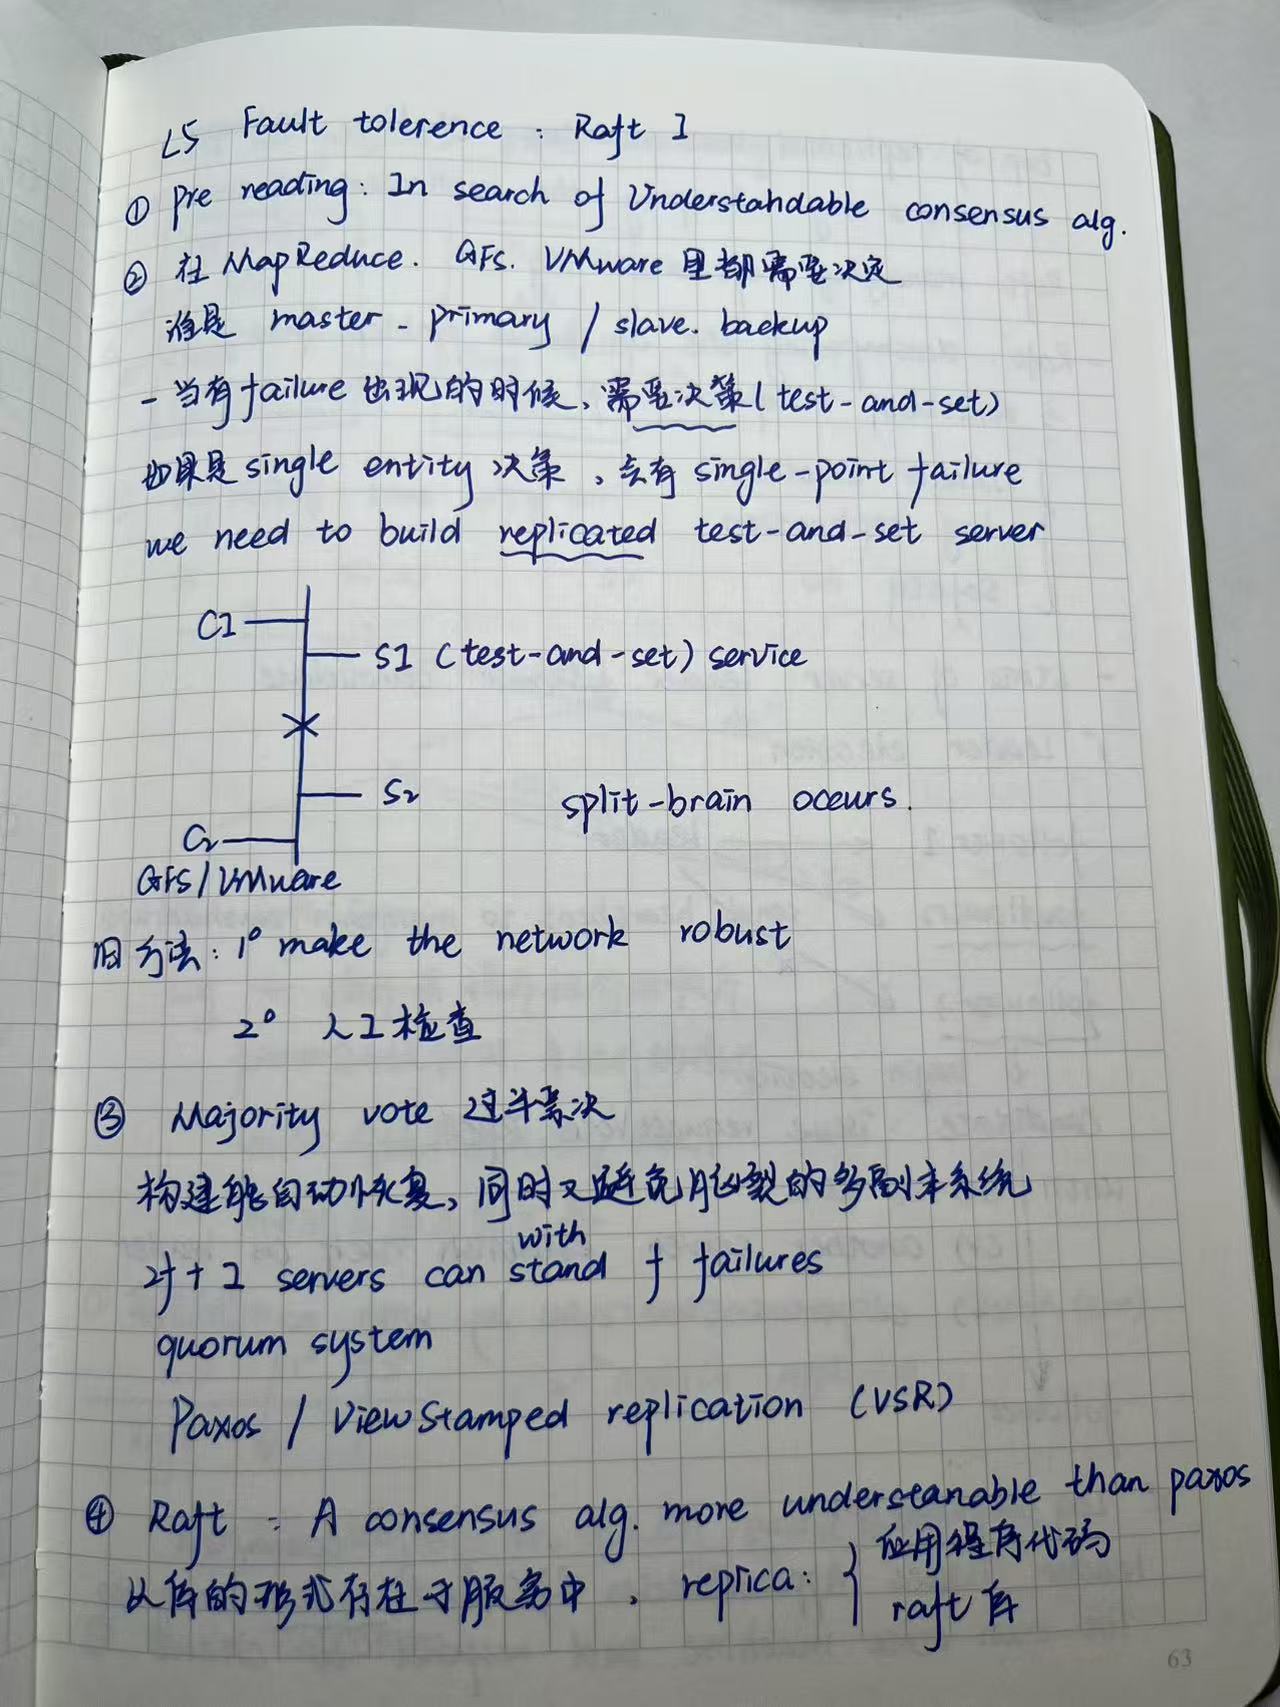 L5 Fault tolerence : Raft I
① Pre reading: In search of Understandable consensus alg.
② 在 MapReduce. GFS. VMware 里都需要决定
谁是 master - primary / slave. backup
- 当有 failure 出现的时候、需要决策 (test-and-set)
如果是 single entity 决策、会有 single-point failure
we need to build replicated test-and-set server
C1
S1 (test-and-set) service
S2 split-brain occurs.
C2
GFS / VMware
旧方法: 1° make the network robust
2° 人工检查
③ Majority vote 过半票决
构建能自动恢复, 同时又避免脑裂的多副本系统
with
2f + 1 servers can stand f failures
quorum system
Paxos / ViewStamped replication (VSR)
④ Raft : A consensus alg. more understanable than paxos
应用程序代码
以库的形式存在于服务中、replica:
raft 库
63